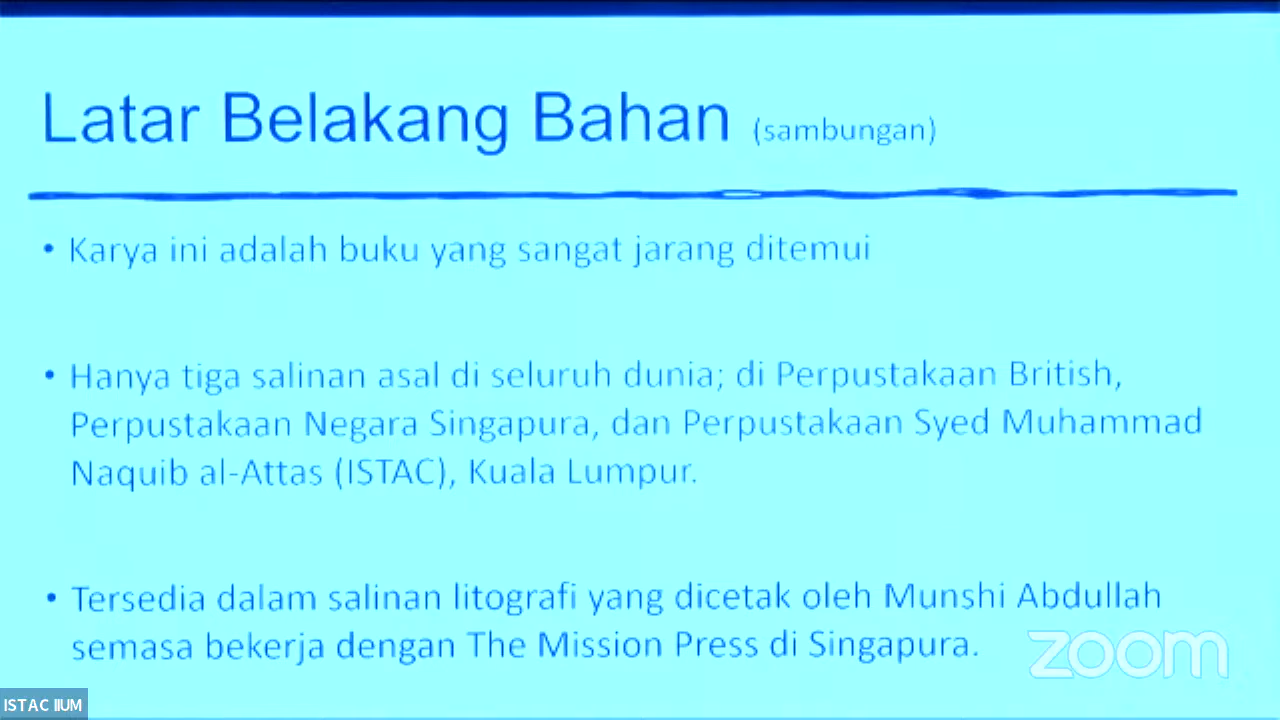 Latar Belakang Bahan (sambungan)
• Karya ini adalah buku yang sangat jarang ditemui
• Hanya tiga salinan asal di seluruh dunia; di Perpustakaan British,
Perpustakaan Negara Singapura, dan Perpustakaan Syed Muhammad
Naquib al-Attas (ISTAC), Kuala Lumpur.
• Tersedia dalam salinan litografi yang dicetak oleh Munshi Abdullah
semasa bekerja dengan The Mission Press di Singapura.
zoom
ISTAC IIUM